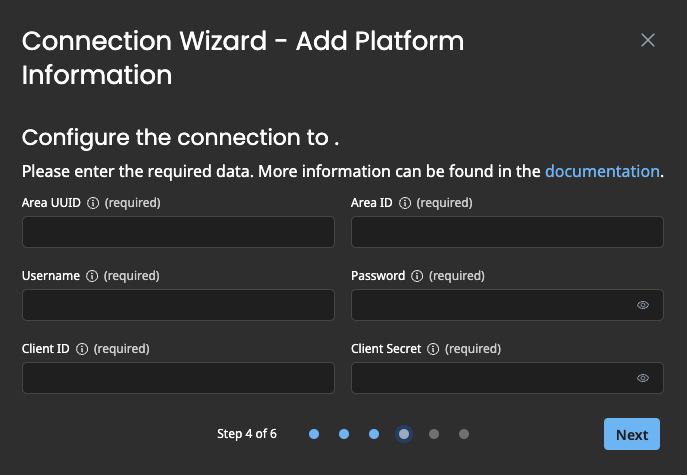 Connection Wizard - Add Platform
Information
Configure the connection to .
Please enter the required data. More information can be found in the documentation.
Area UUID (required)
Area ID (required)
Username (required)
Password (required)
Client ID (required)
Client Secret (required)
Step 4 of 6
Next